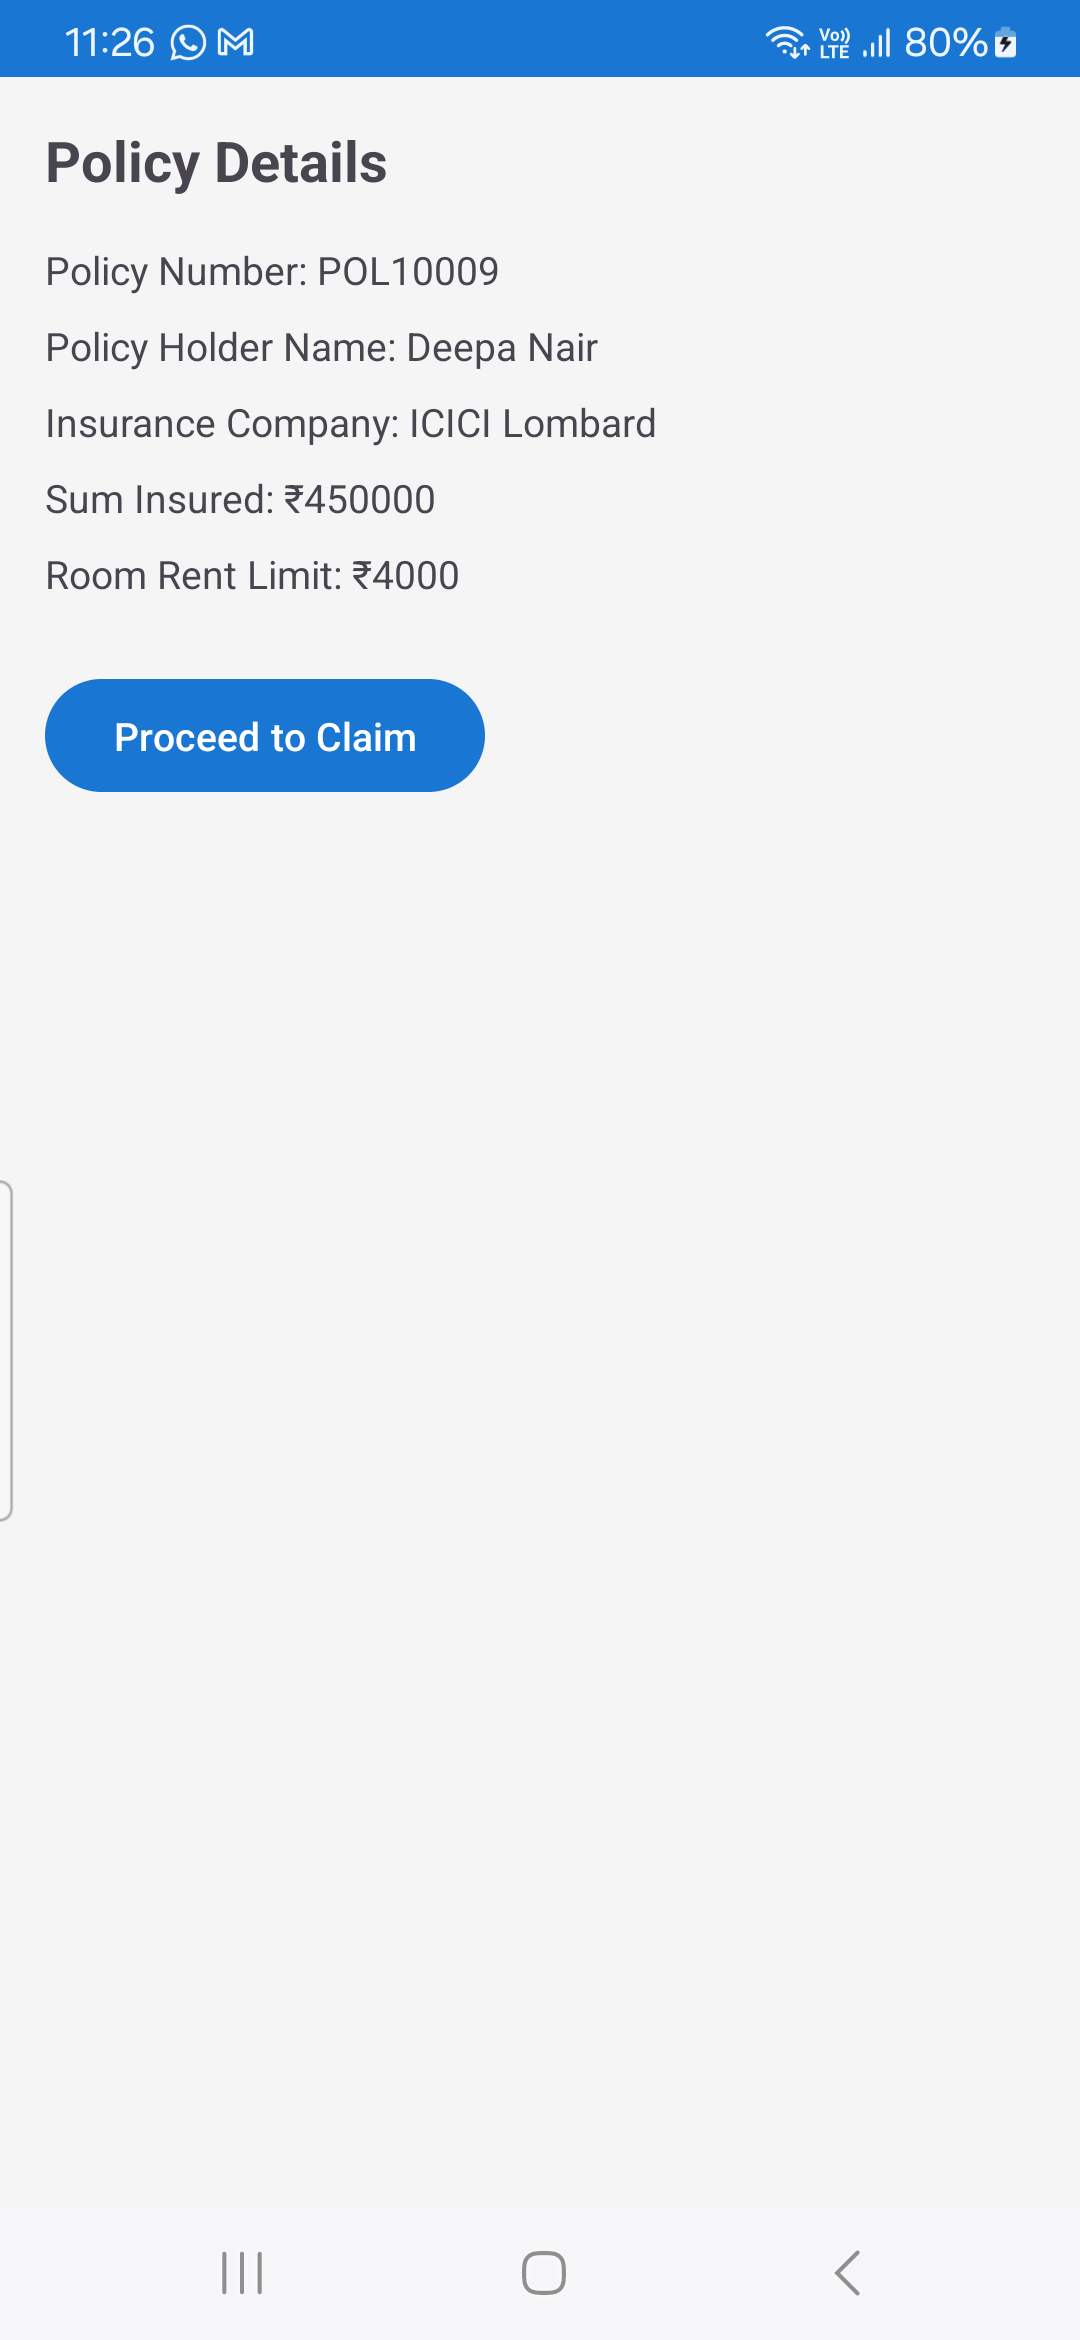 11:26 Vo)) LTE 80%
Policy Details
Policy Number: POL10009
Policy Holder Name: Deepa Nair
Insurance Company: ICICI Lombard
Sum Insured: ₹450000
Room Rent Limit: ₹4000
Proceed to Claim